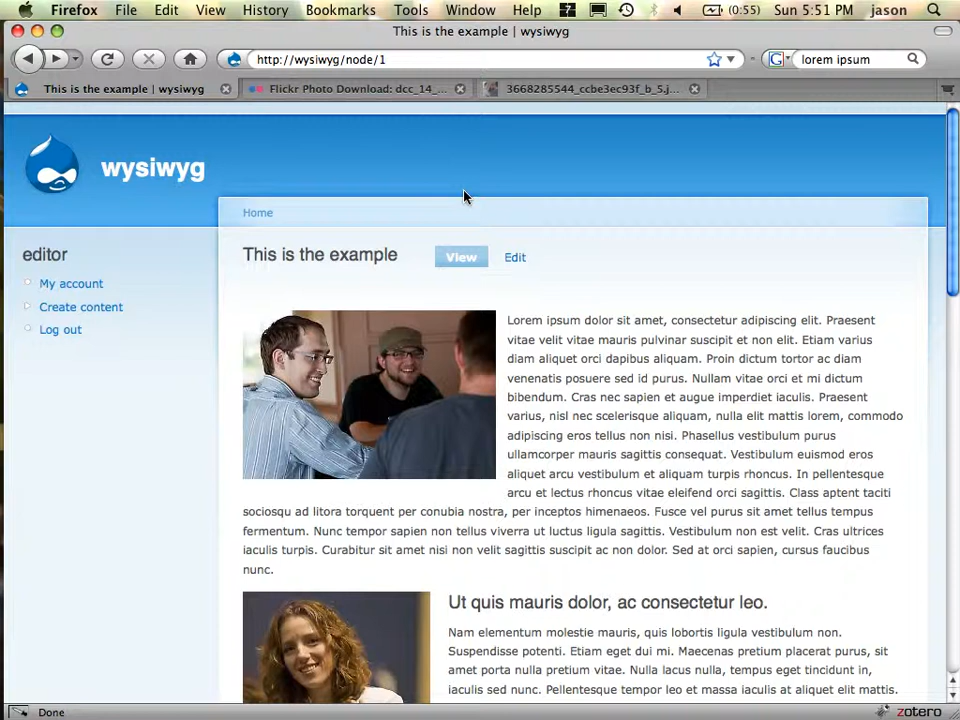 Firefox File Edit View History Bookmarks Tools Window Help (0:55) Sun 5:51 PM jason
This is the example | wysiwyg
http://wysiwyg/node/1 lorem ipsum
This is the example | wysiwyg Flickr Photo Download: dcc_14_... 3668285544_ccbe3ec93f_b_5.j...
wysiwyg
Home
editor
My account
Create content
Log out
This is the example View Edit
Lorem ipsum dolor sit amet, consectetur adipiscing elit. Praesent
vitae velit vitae mauris pulvinar suscipit et non elit. Etiam varius
diam aliquet orci dapibus aliquam. Proin dictum tortor ac diam
venenatis posuere sed id purus. Nullam vitae orci et mi dictum
bibendum. Cras nec sapien et augue imperdiet iaculis. Praesent
varius, nisl nec scelerisque aliquam, nulla elit mattis lorem, commodo
adipiscing eros tellus non nisi. Phasellus vestibulum purus
ullamcorper mauris sagittis consequat. Vestibulum euismod eros
aliquet arcu vestibulum et aliquam turpis rhoncus. In pellentesque
arcu et lectus rhoncus vitae eleifend orci sagittis. Class aptent taciti
sociosqu ad litora torquent per conubia nostra, per inceptos himenaeos. Fusce vel purus sit amet tellus tempus
fermentum. Nunc tempor sapien non tellus viverra ut luctus ligula sagittis. Vestibulum non est velit. Cras ultrices
iaculis turpis. Curabitur sit amet nisi non velit sagittis suscipit ac non dolor. Sed at orci sapien, cursus faucibus
nunc.
Ut quis mauris dolor, ac consectetur leo.
Nam elementum molestie mauris, quis lobortis ligula vestibulum non.
Suspendisse potenti. Etiam eget dui mi. Maecenas pretium placerat purus, sit
amet porta nulla pretium vitae. Nulla lacus nulla, tempus eget tincidunt in,
iaculis sed nunc. Pellentesque tempor leo et massa iaculis at aliquet elit mattis.
Done zotero